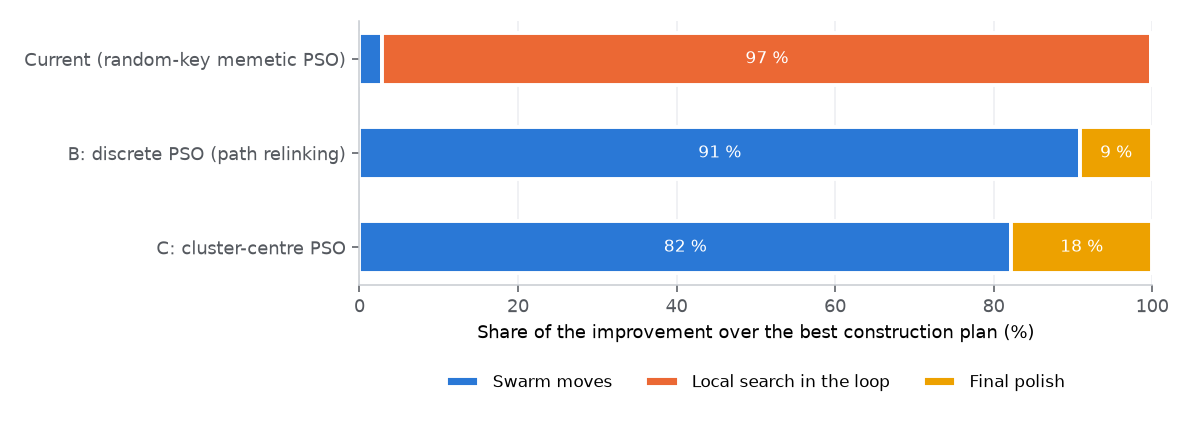 Current (random-key memetic PSO)
97 %
B: discrete PSO (path relinking)
91 %
9 %
C: cluster-centre PSO
82 %
18 %
0 20 40 60 80 100
Share of the improvement over the best construction plan (%)
Swarm moves Local search in the loop Final polish